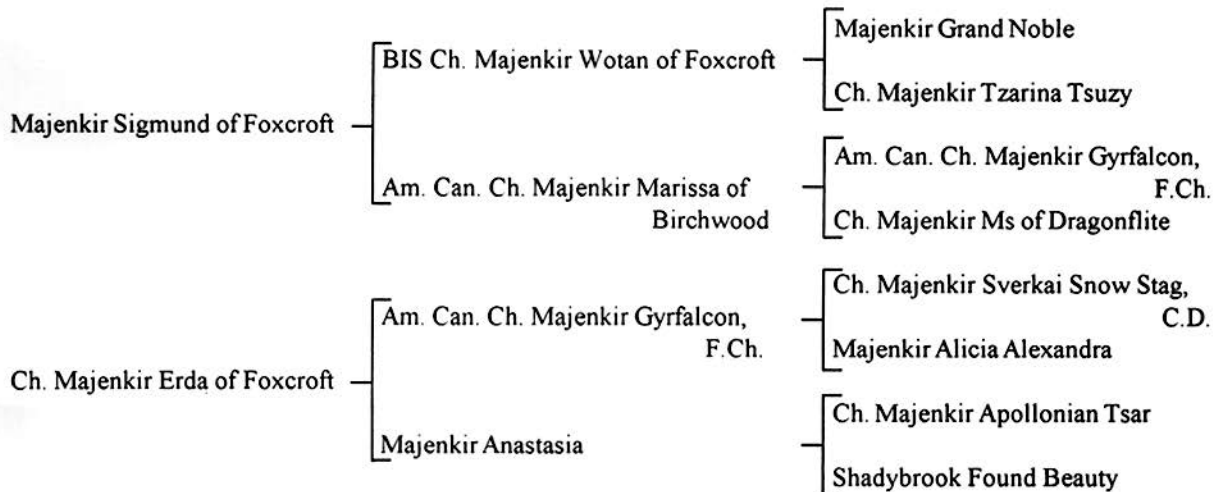 Majenkir Grand Noble
BIS Ch. Majenkir Wotan of Foxcroft
Ch. Majenkir Tzarina Tsuzy
Majenkir Sigmund of Foxcroft
Am. Can. Ch. Majenkir Gyrfalcon,
F.Ch.
Am. Can. Ch. Majenkir Marissa of
Birchwood
Ch. Majenkir Ms of Dragonflite
Ch. Majenkir Sverkai Snow Stag,
C.D.
Am. Can. Ch. Majenkir Gyrfalcon,
F.Ch.
Majenkir Alicia Alexandra
Ch. Majenkir Erda of Foxcroft
Ch. Majenkir Apollonian Tsar
Majenkir Anastasia
Shadybrook Found Beauty